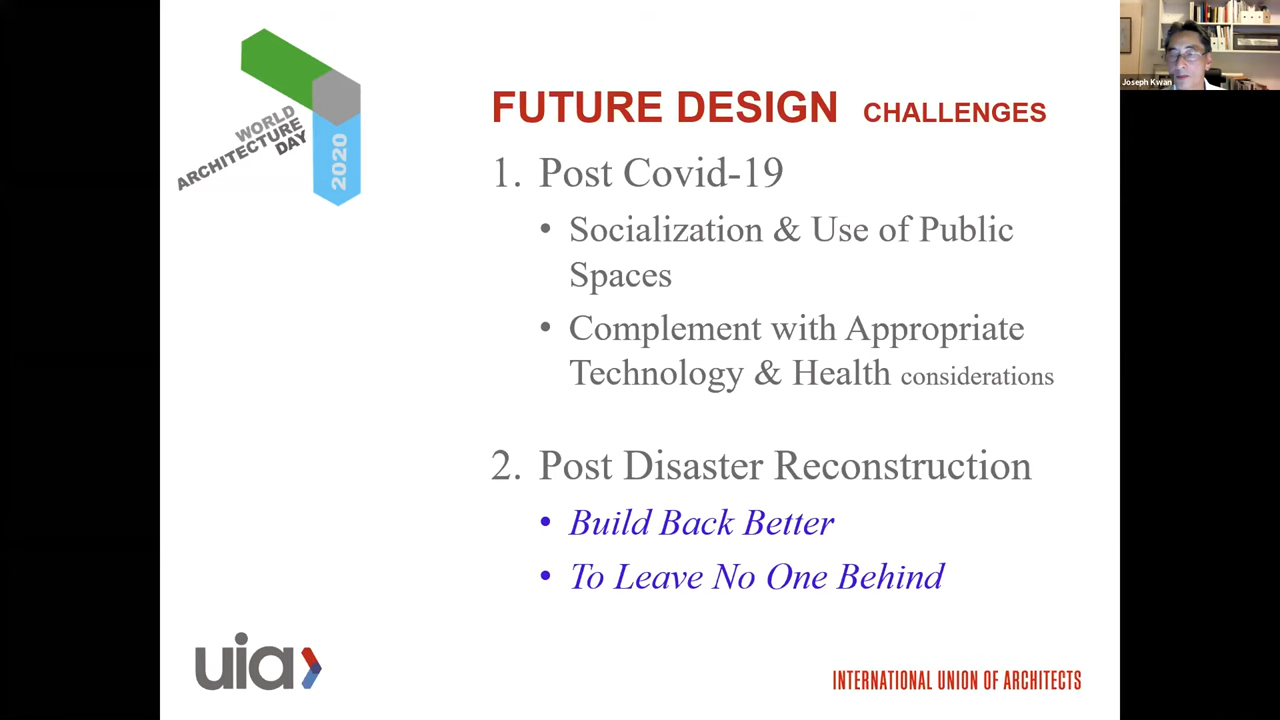 WORLD
ARCHITECTURE
DAY
2020
Joseph Kwan
FUTURE DESIGN CHALLENGES
1. Post Covid-19
• Socialization & Use of Public
Spaces
• Complement with Appropriate
Technology & Health considerations
2. Post Disaster Reconstruction
• Build Back Better
• To Leave No One Behind
uia
INTERNATIONAL UNION OF ARCHITECTS